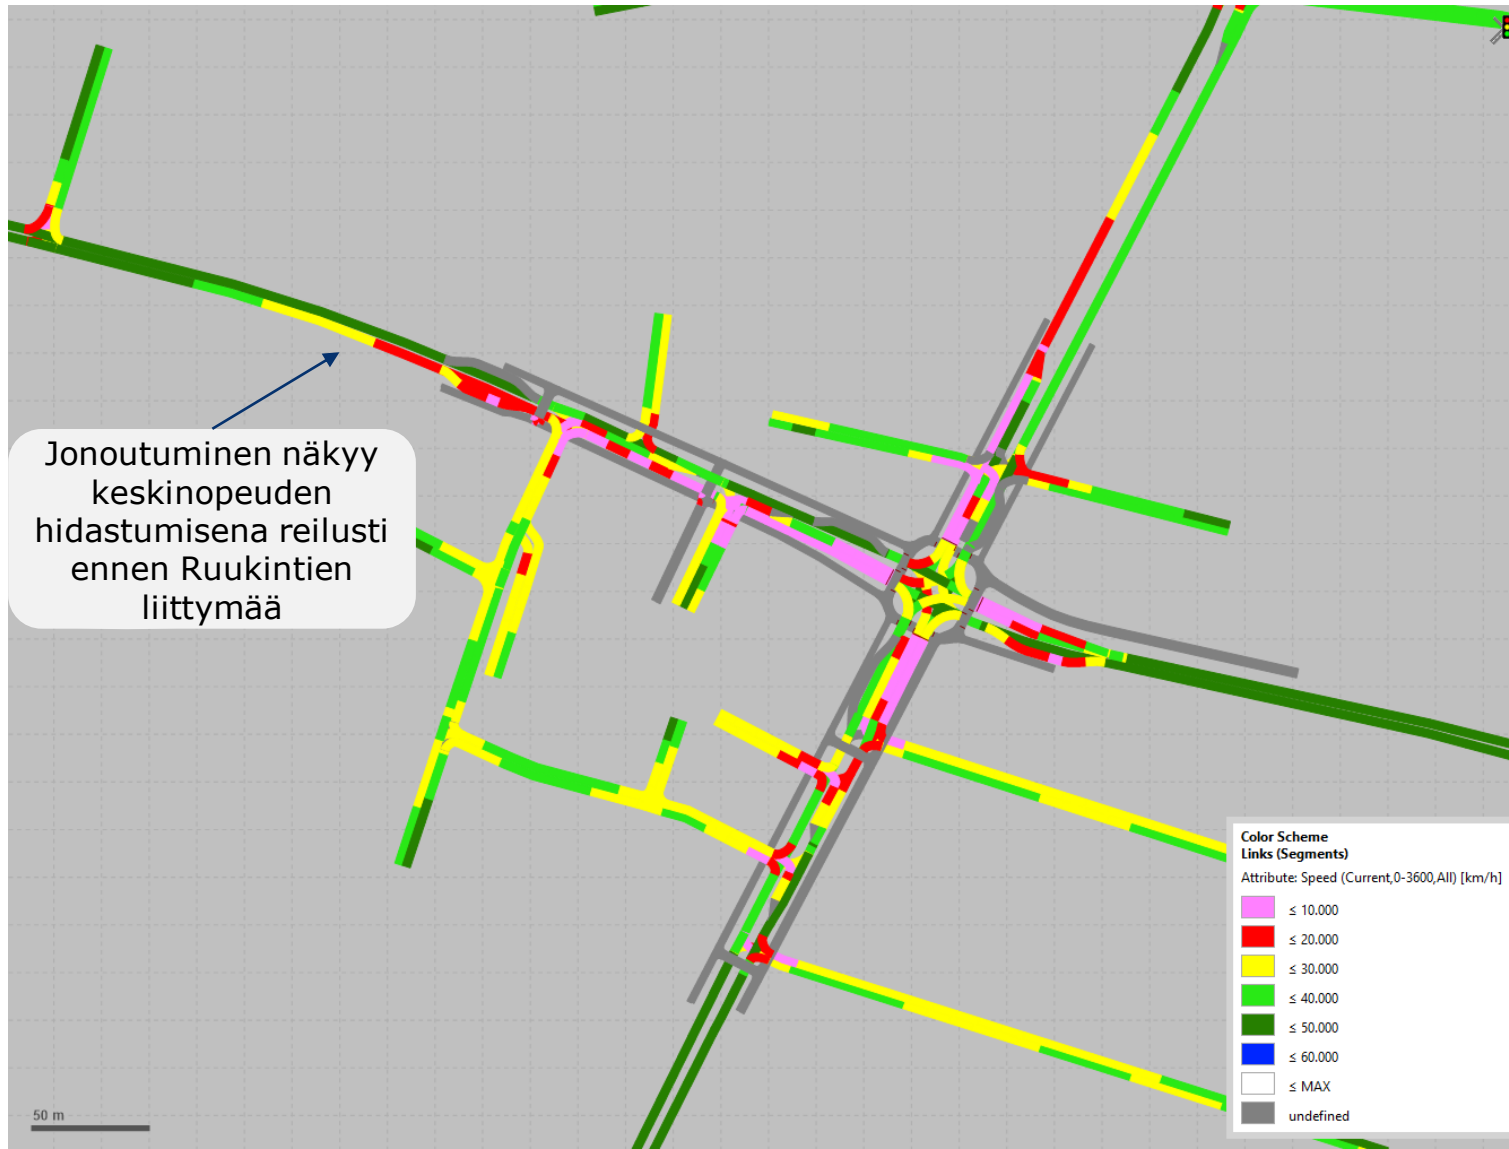 Jonoutuminen näkyy
keskinopeuden
hidastumisena reilusti
ennen Ruukintien
liittymää
Color Scheme
Links (Segments)
Attribute: Speed (Current,0-3600,All) [km/h]
≤ 10.000
≤ 20.000
≤ 30.000
≤ 40.000
≤ 50.000
≤ 60.000
≤ MAX
undefined
50 m